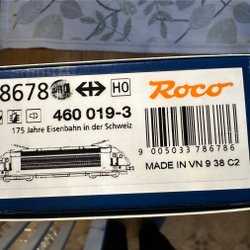 8678 H0 Roco
460 019-3
175 Jahre Eisenbahn in der Schweiz
MADE IN VN 9 38 C2
9 005033 786786